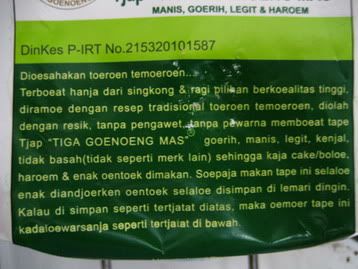 GOENOENG
Tjap
MANIS, GOERIH, LEGIT & HAROEM
DinKes P-IRT No.215320101587
Dioesahakan toeroen temoeroen...
Terboeat hanja dari singkong & ragi pilihan berkoelitas tinggi,
diramoe dengan resep tradisional toeroen temoeroen, diolah
dengan resik, tanpa pengawet, tanpa pewarna memboeat tape
Tjap "TIGA GOENOENG MAS" goerih, manis, legit, kenjal,
tidak basah(tidak seperti merk lain) sehingga kaja cake/boloe,
haroem & enak oentoek dimakan. Soepaja makan tape ini selaloe
enak diandjoerken oentoek selaloe disimpan di lemari dingin.
Kalau di simpan seperti tertjatat diatas, maka oemoer tape ini
kadaloewarsanja seperti tertjatat di bawah.